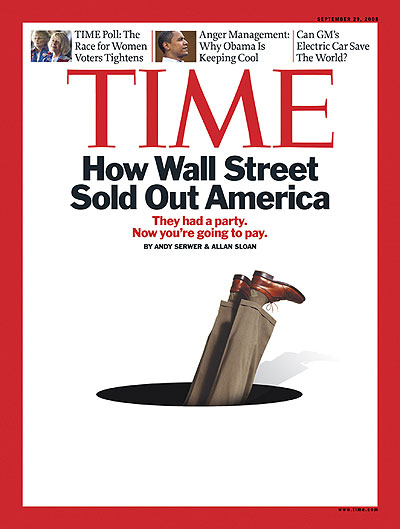 SEPTEMBER 29, 2008
TIME Poll: The
Race for Women
Voters Tightens
Anger Management:
Why Obama Is
Keeping Cool
Can GM's
Electric Car Save
The World?
TIME
How Wall Street
Sold Out America
They had a party.
Now you're going to pay.
BY ANDY SERWER & ALLAN SLOAN
www.time.com